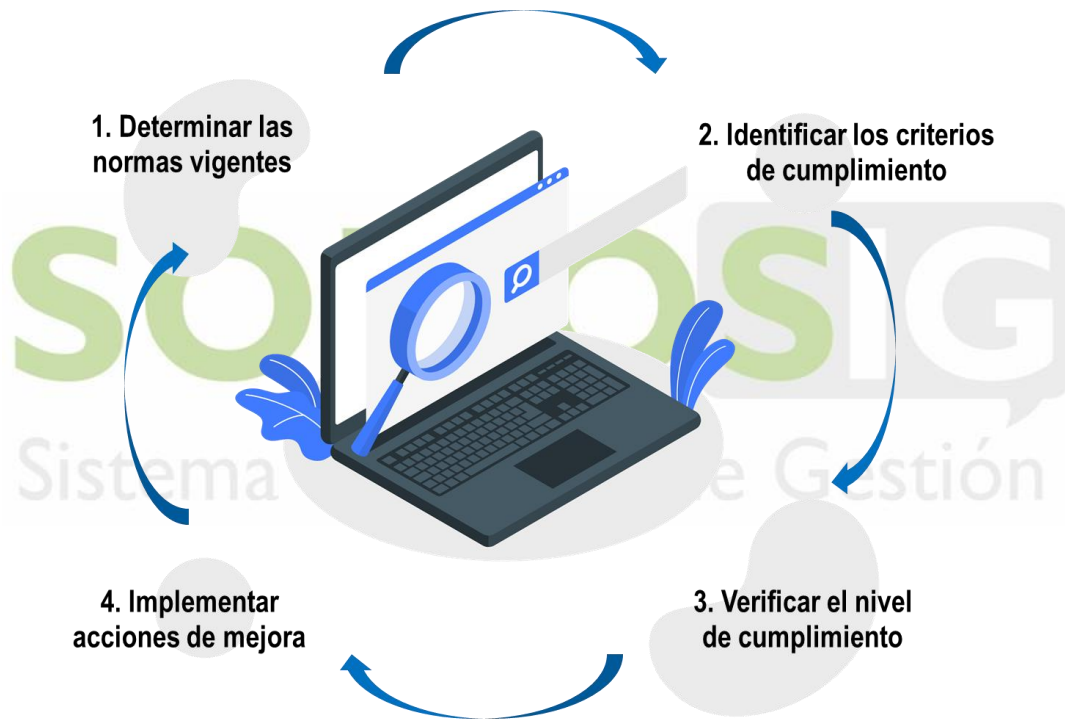 1. Determinar las
normas vigentes
2. Identificar los criterios
de cumplimiento
3. Verificar el nivel
de cumplimiento
4. Implementar
acciones de mejora
Sistema
de Gestión